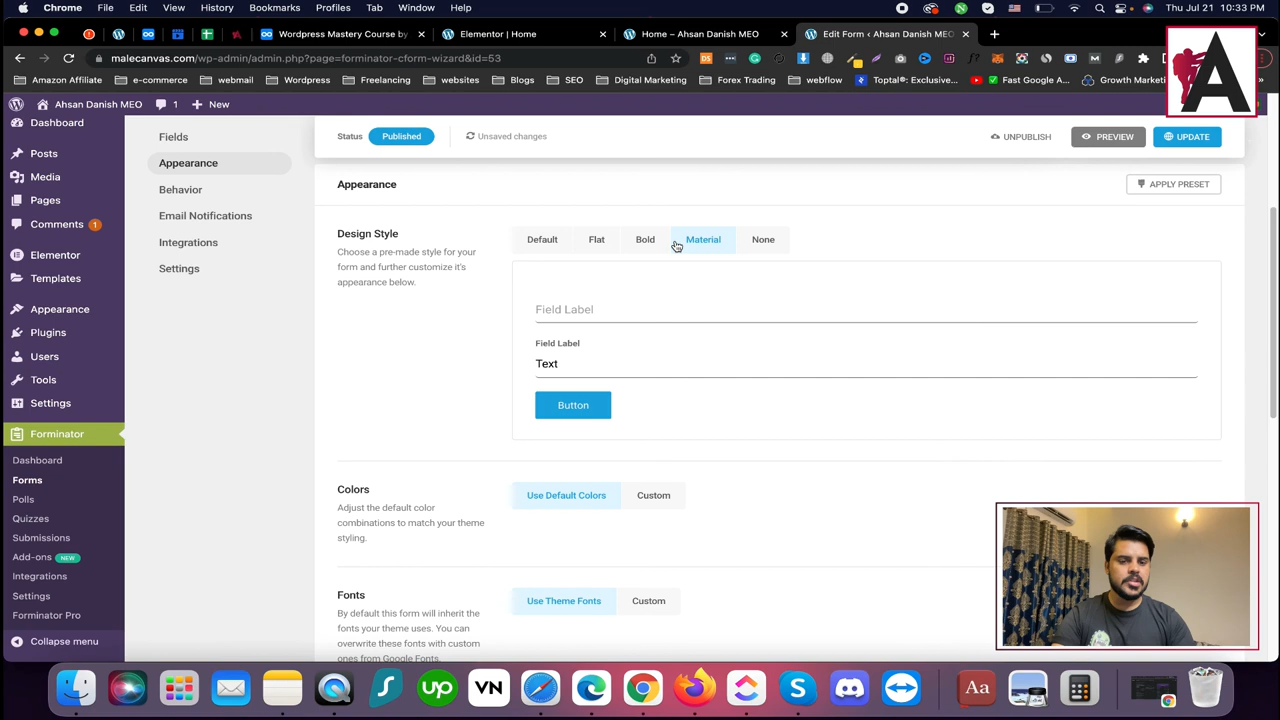 Chrome File Edit View History Bookmarks Profiles Tab Window Help
10:33 PM
Wordpress Mastery Course by
Elementor | Home
Home – Ahsan Danish MEO
Edit Form ‹ Ahsan Danish MEO
malecanvas.com/wp-admin/admin.php?page=forminator-cform-wizard&id=53
Amazon Affiliate
e-commerce
webmail
Wordpress
Freelancing
websites
Blogs
SEO
Digital Marketing
Forex Trading
webflow
Toptal®: Exclusive...
Fast Google A...
Growth Marketing
Ahsan Danish MEO 1 New
A
Dashboard
Posts
Media
Pages
Comments 1
Elementor
Templates
Appearance
Plugins
Users
Tools
Settings
Forminator
Dashboard
Forms
Polls
Quizzes
Submissions
Add-ons NEW
Integrations
Settings
Forminator Pro
Collapse menu
Fields
Appearance
Behavior
Email Notifications
Integrations
Settings
Status Published Unsaved changes
UNPUBLISH PREVIEW UPDATE
Appearance
APPLY PRESET
Design Style
Choose a pre-made style for your
form and further customize it's
appearance below.
Default Flat Bold Material None
Field Label
Field Label
Text
Button
Colors
Adjust the default color
combinations to match your theme
styling.
Use Default Colors Custom
Fonts
By default this form will inherit the
fonts your theme uses. You can
overwrite these fonts with custom
ones from Google Fonts.
Use Theme Fonts Custom
up
VN
Aa